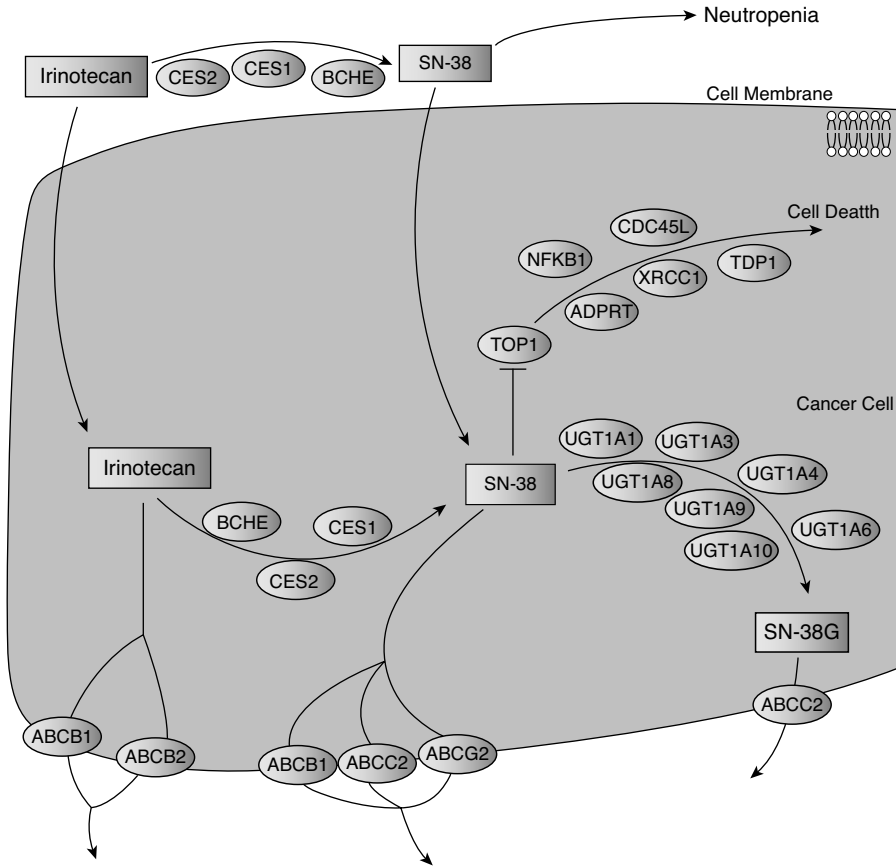 Neutropenia
Irinotecan
CES2
CES1
BCHE
SN-38
Cell Membrane
Cell Deatth
CDC45L
NFKB1
XRCC1
TDP1
ADPRT
TOP1
Cancer Cell
Irinotecan
BCHE
CES1
CES2
SN-38
UGT1A1
UGT1A3
UGT1A8
UGT1A4
UGT1A9
UGT1A6
UGT1A10
SN-38G
ABCC2
ABCB1
ABCB2
ABCB1
ABCC2
ABCG2